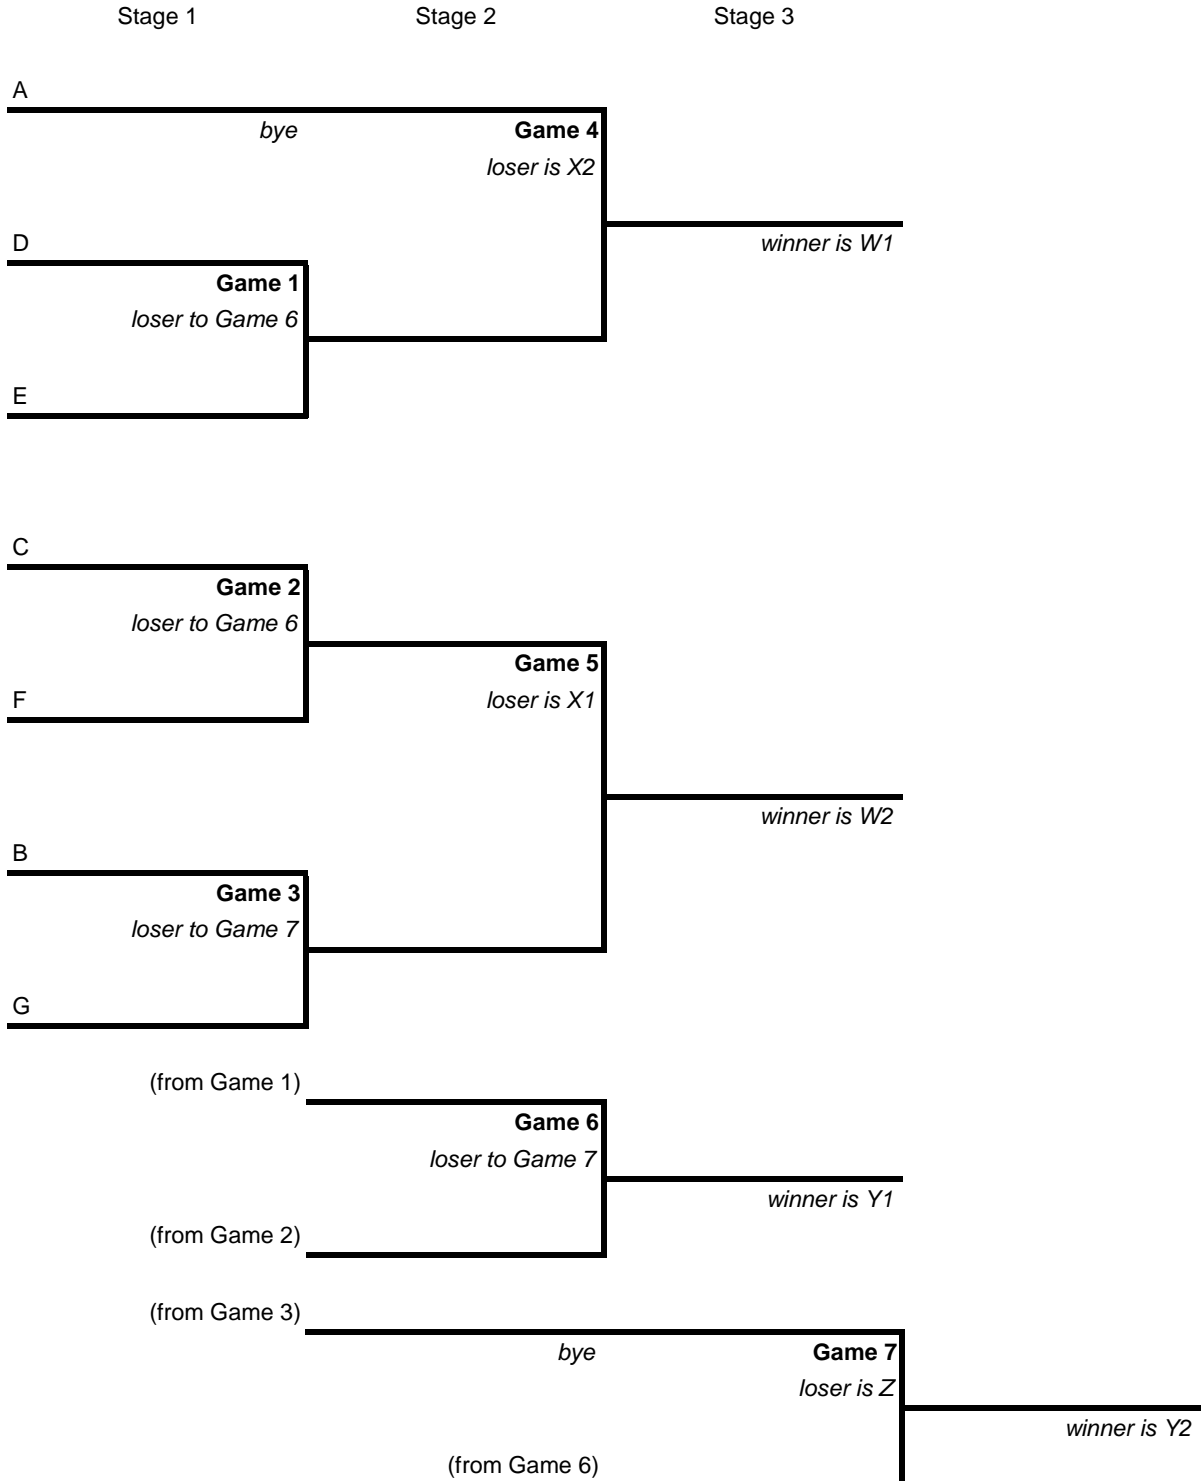 Stage 1 Stage 2 Stage 3
A
bye Game 4
loser is X2
D winner is W1
Game 1
loser to Game 6
E
C
Game 2
loser to Game 6
Game 5
F loser is X1
winner is W2
B
Game 3
loser to Game 7
G
(from Game 1)
Game 6
loser to Game 7
winner is Y1
(from Game 2)
(from Game 3)
bye Game 7
loser is Z
winner is Y2
(from Game 6)